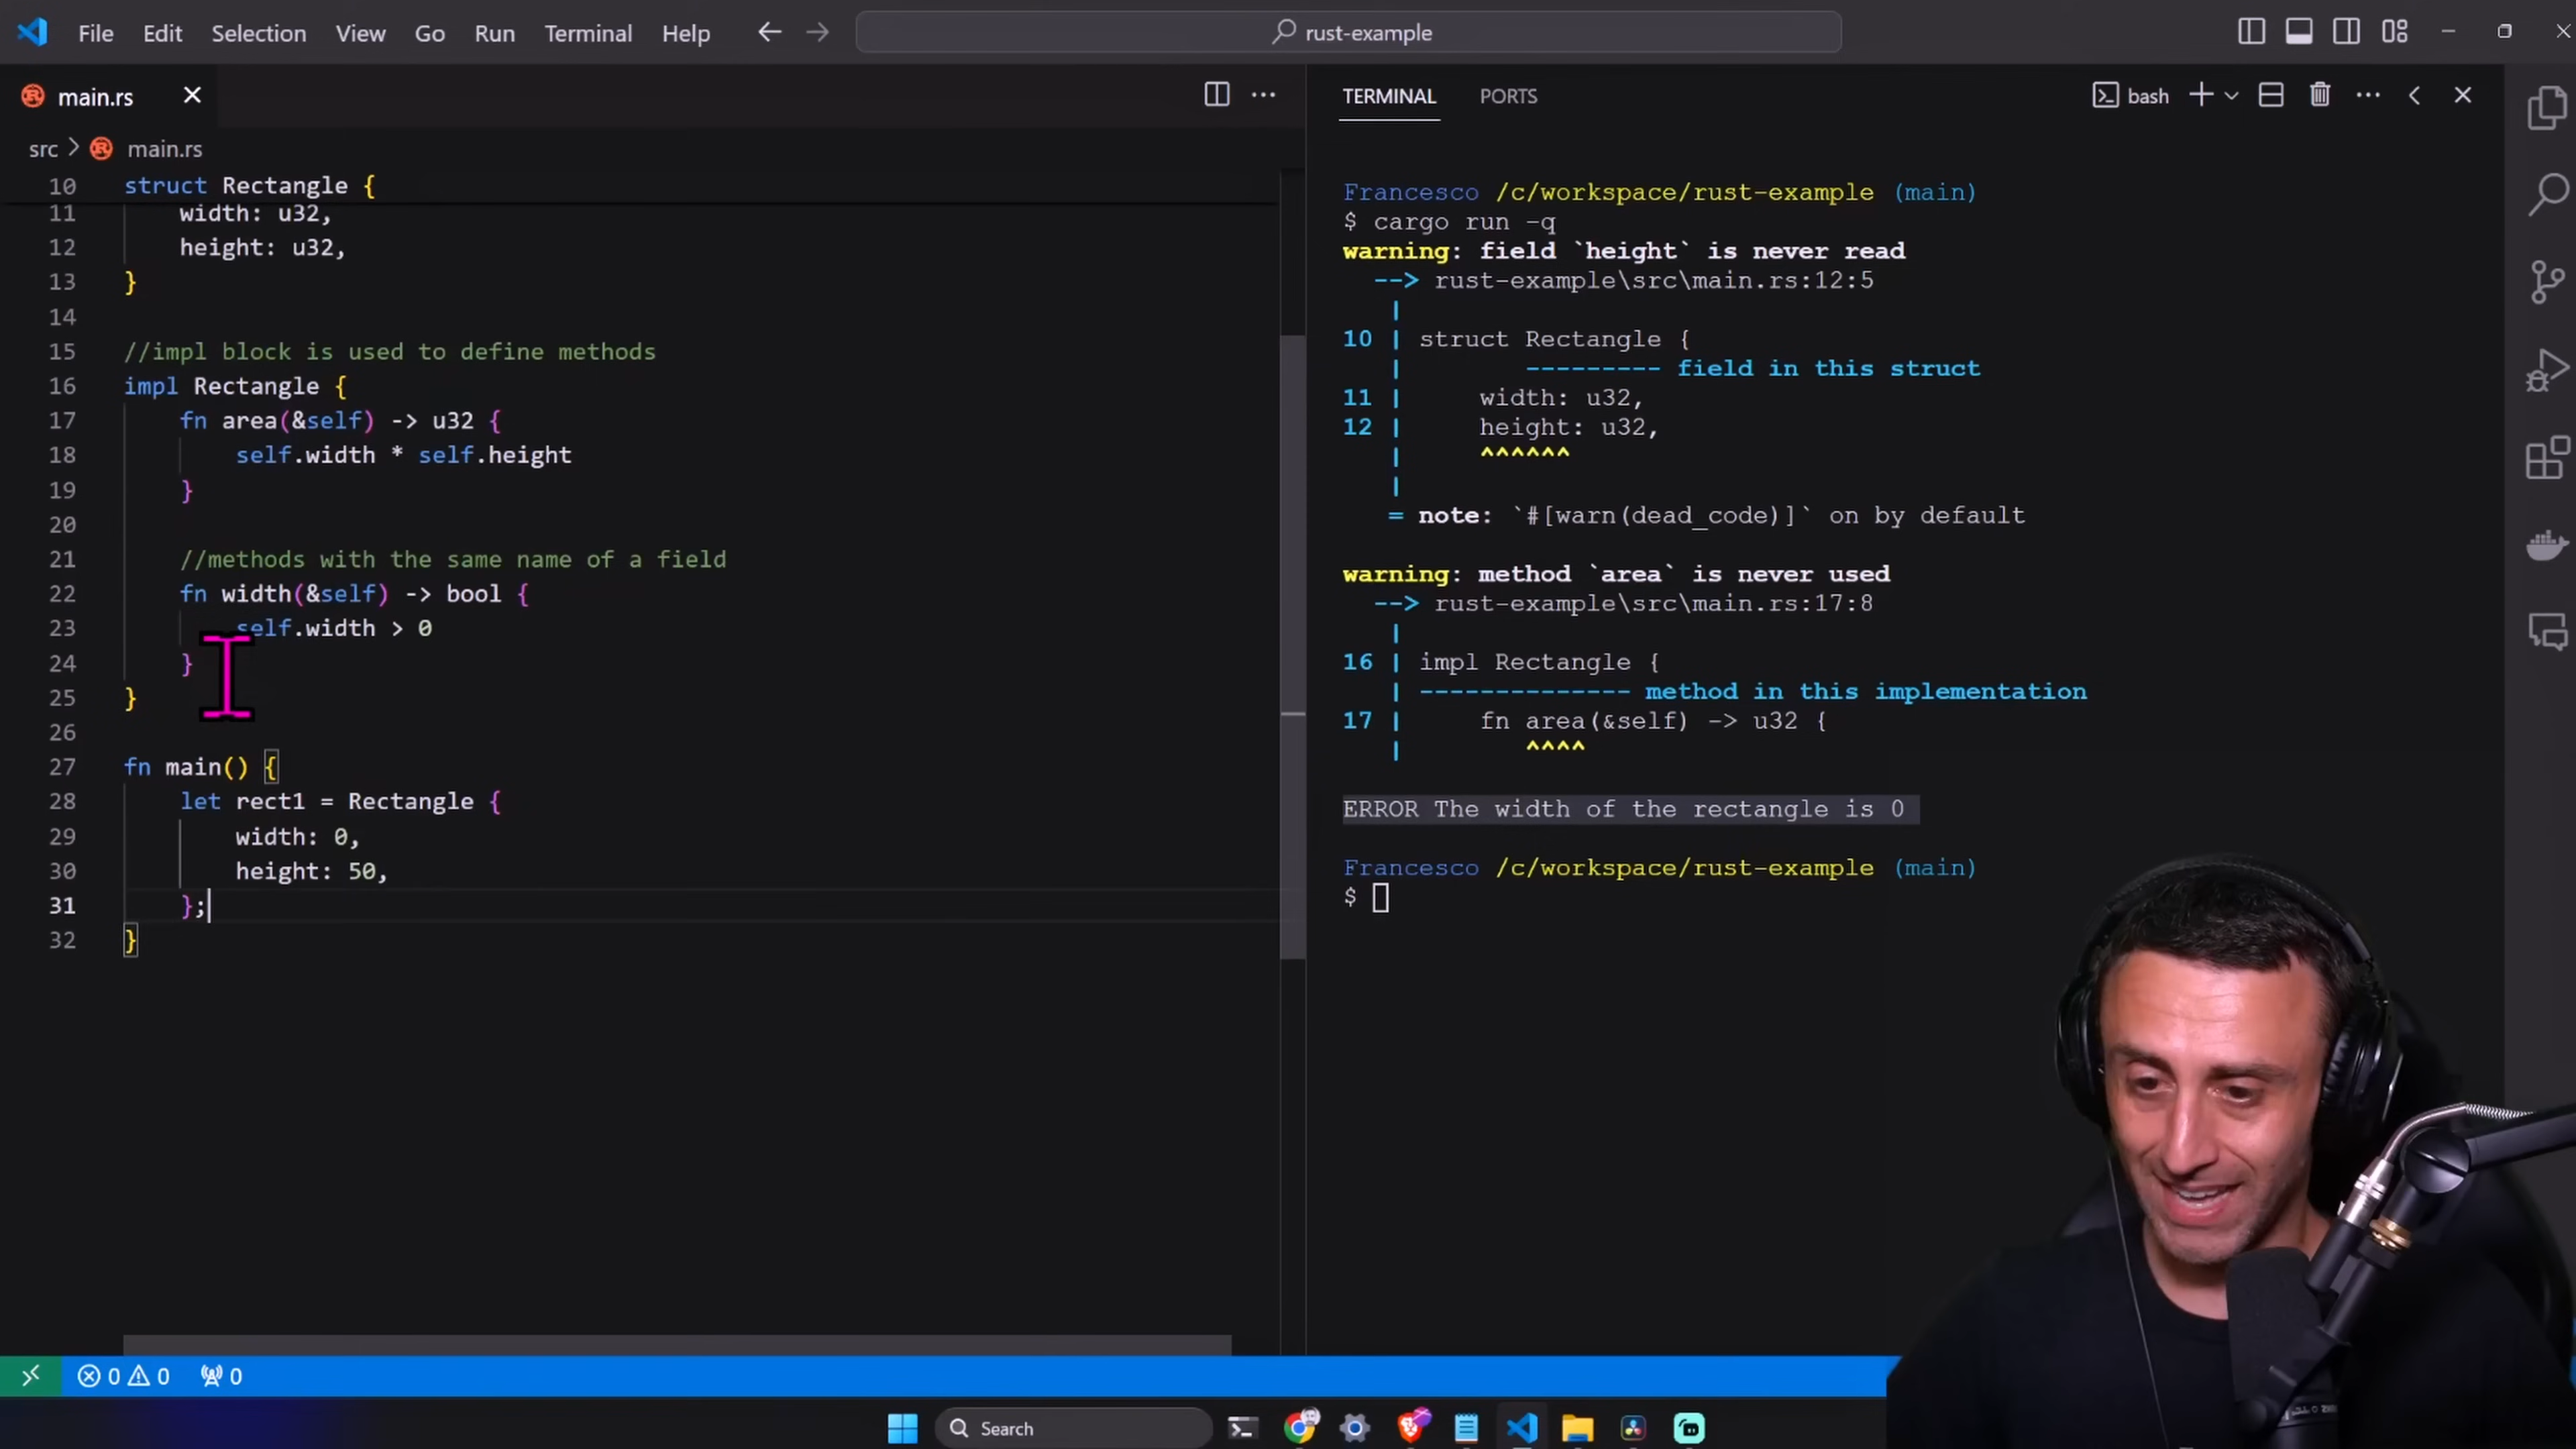 File Edit Selection View Go Run Terminal Help
rust-example
main.rs
src > main.rs
10 struct Rectangle {
11 width: u32,
12 height: u32,
13 }
14
15 //impl block is used to define methods
16 impl Rectangle {
17 fn area(&self) -> u32 {
18 self.width * self.height
19 }
20
21 //methods with the same name of a field
22 fn width(&self) -> bool {
23 self.width > 0
24 }
25 }
26
27 fn main() {
28 let rect1 = Rectangle {
29 width: 0,
30 height: 50,
31 };
32 }
TERMINAL PORTS
bash
Francesco /c/workspace/rust-example (main)
$ cargo run -q
warning: field `height` is never read
--> rust-example\src\main.rs:12:5
|
10 | struct Rectangle {
| --------- field in this struct
11 | width: u32,
12 | height: u32,
| ^^^^^^
|
= note: `#[warn(dead_code)]` on by default
warning: method `area` is never used
--> rust-example\src\main.rs:17:8
|
16 | impl Rectangle {
| -------------- method in this implementation
17 | fn area(&self) -> u32 {
| ^^^^
ERROR The width of the rectangle is 0
Francesco /c/workspace/rust-example (main)
$
0 0 0
Search